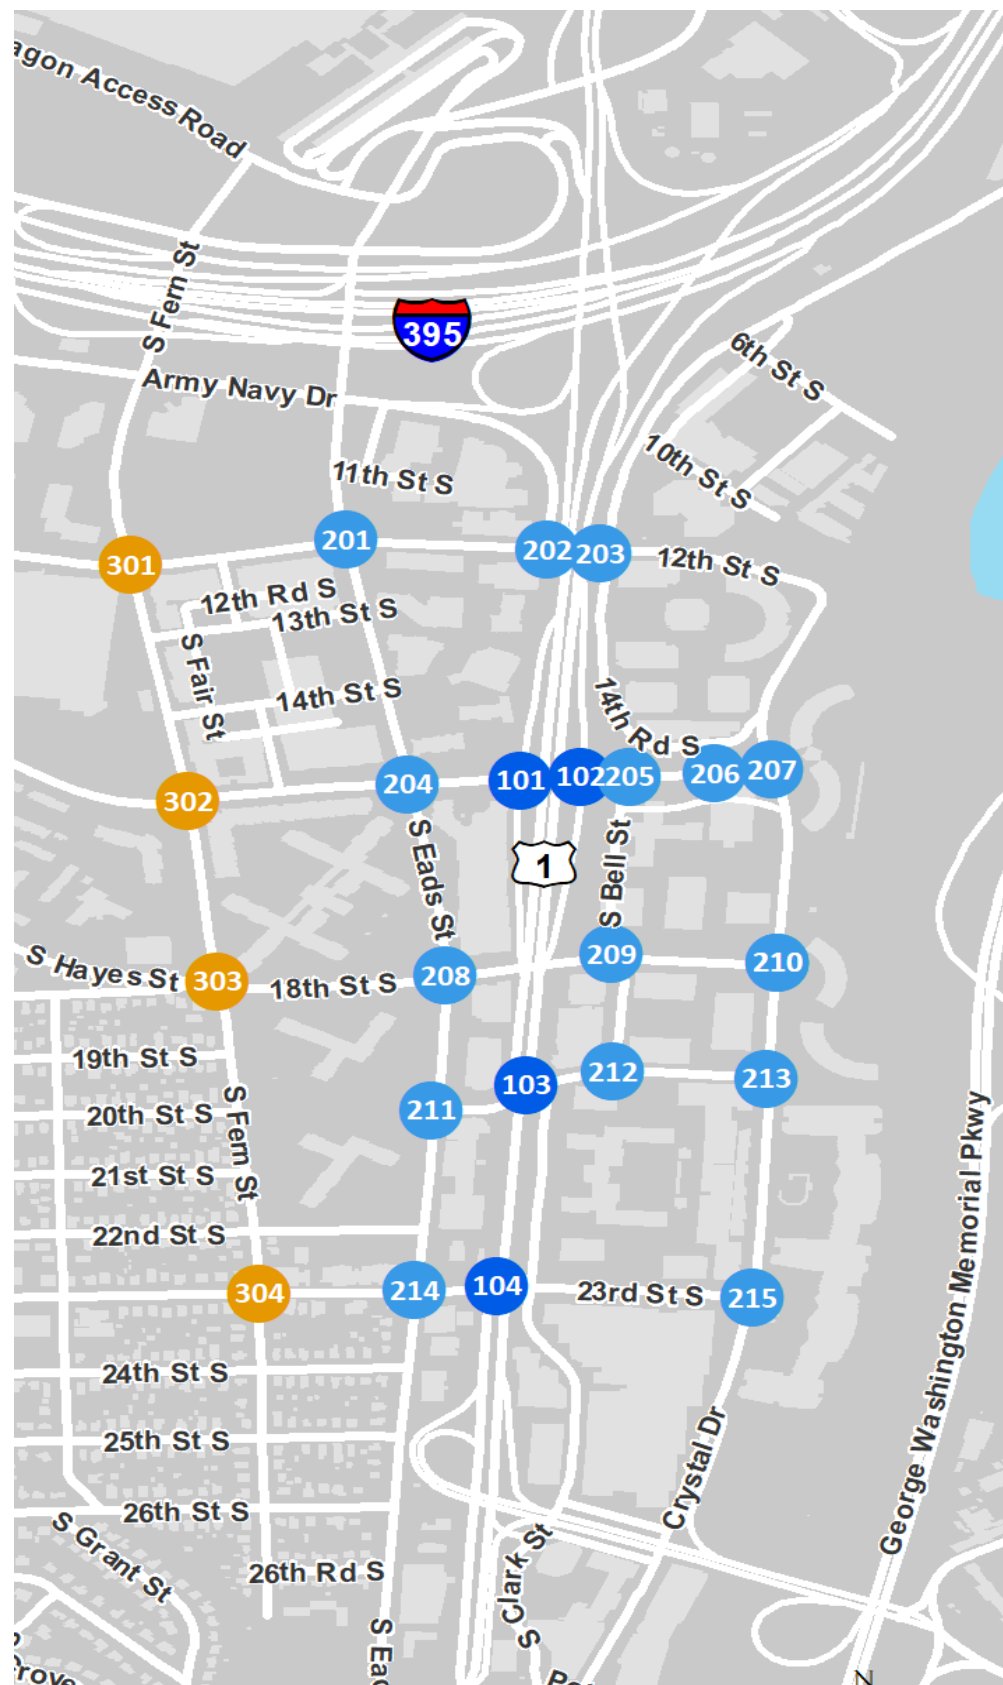 agon Access Road
S Fern St
395
Army Navy Dr
6th St S
10th St S
11th St S
201
202
203
12th St S
301
12th Rd S
13th St S
S Fair St
14th St S
14th Rd S
204
101
102
205
206
207
302
1
S Eads St
S Bell St
S Hayes St
303
18th St S
208
209
210
19th St S
103
212
213
20th St S
211
S Fern St
21st St S
22nd St S
George Washington Memorial Pkwy
304
214
104
23rd St S
215
24th St S
25th St S
Crystal Dr
26th St S
S Grant St
26th Rd S
S Clark St
S Ead
N